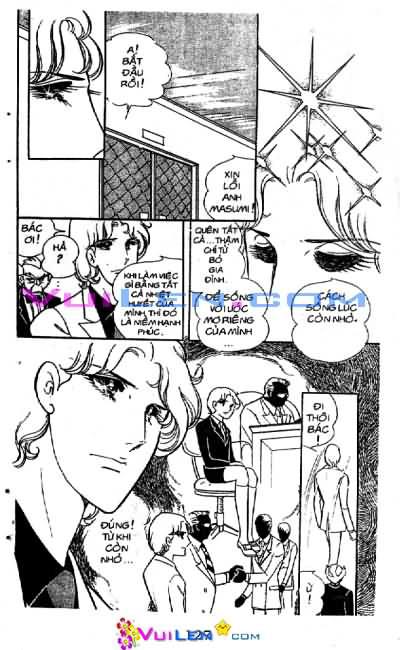 A!
BẮT
ĐẦU
RỒI!
XIN
LỖI
ANH
MASUMI!
BÁC
ƠI!
HẢ
?
KHI LÀM VIỆC
GÌ BẰNG TẤT
CẢ NHIỆT
HUYẾT CỦA
MÌNH, THÌ ĐÓ
LÀ NIỀM HẠNH
PHÚC.
QUÊN TẤT
CẢ... THẬM
CHÍ TỪ
BỎ
GIA
ĐÌNH.
ĐỂ SỐNG
VỚI ƯỚC
MƠ RIÊNG
CỦA MÌNH
...
CÁCH
SỐNG LÚC
CÒN NHỎ.
VuiLen.com
ĐI
THÔI
BÁC
!
ĐÚNG!
TỪ KHI
CÒN
NHỎ...
Ừ!
129
VuiLen.com